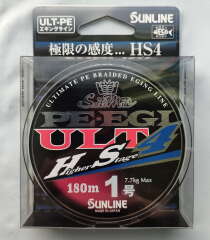 ULT-PE
エギングライン
SUNLINE
極限の感度... HS4
ULTIMATE PE BRAIDED EGING LINE
SaltiMate
PE EGI
ULT
4
Higher Stage
7.7kg Max
180m 1号
SUNLINE
MADE IN JAPAN